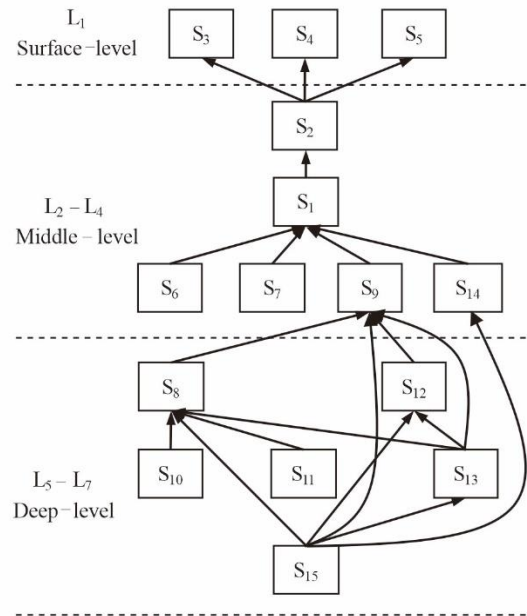 L₁
Surface-level
S₃ S₄ S₅
S₂
S₁
L₂ – L₄
Middle – level
S₆ S₇ S₉ S₁₄
S₈ S₁₂
S₁₀ S₁₁ S₁₃
L₅ – L₇
Deep – level
S₁₅